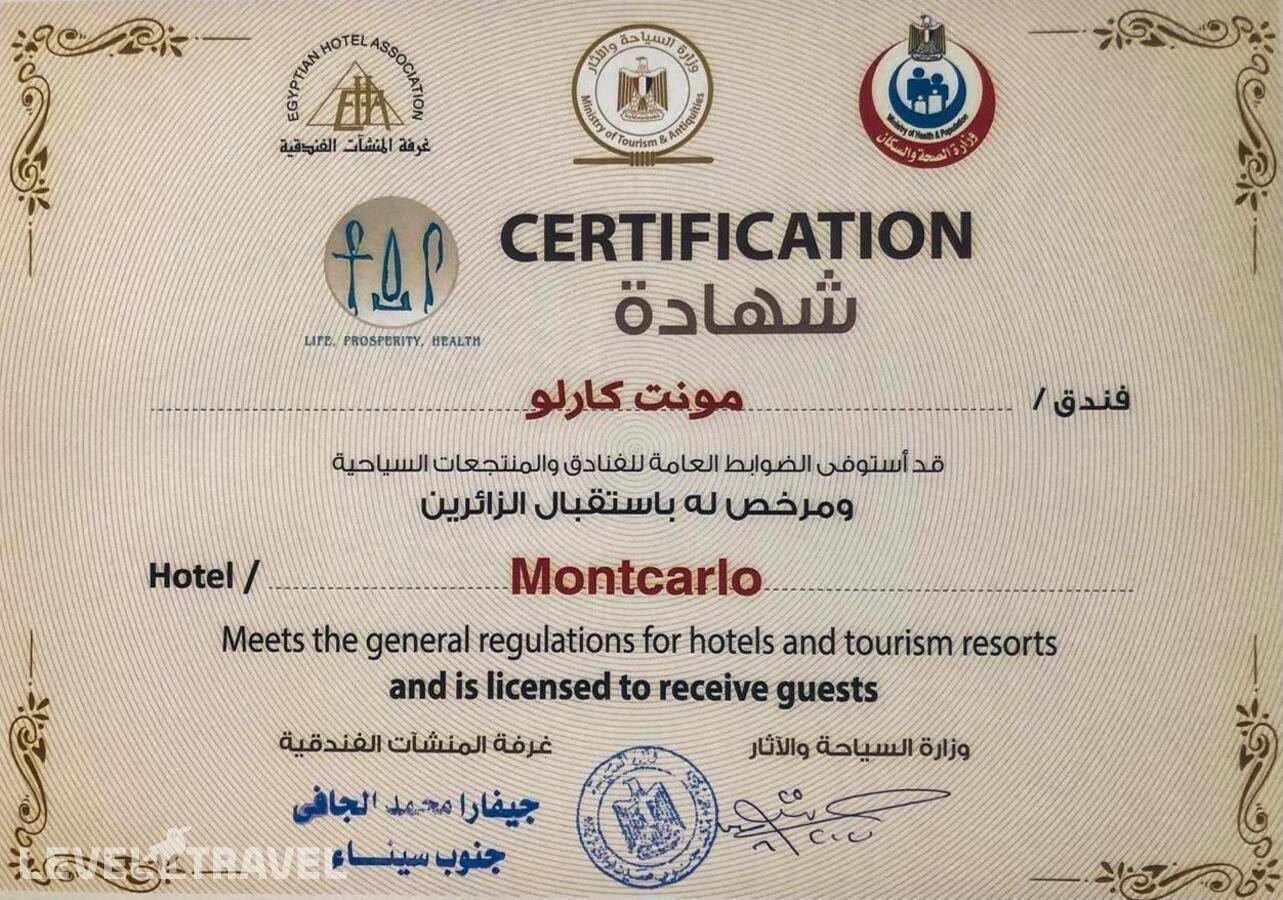 EGYPTIAN HOTEL ASSOCIATION
EHA
غرفة المنشآت الفندقية
وزارة السياحة والآثار
Ministry of Tourism & Antiquities
Ministry of Health & Population
وزارة الصحة والسكان
LIFE, PROSPERITY, HEALTH
CERTIFICATION
شهادة
فندق / مونت كارلو
قد أستوفى الضوابط العامة للفنادق والمنتجعات السياحية
ومرخص له باستقبال الزائرين
Hotel / Montcarlo
Meets the general regulations for hotels and tourism resorts
and is licensed to receive guests
وزارة السياحة والآثار
غرفة المنشآت الفندقية
جيفارا محمد الجافى
جنوب سيناء
LEVEL.TRAVEL